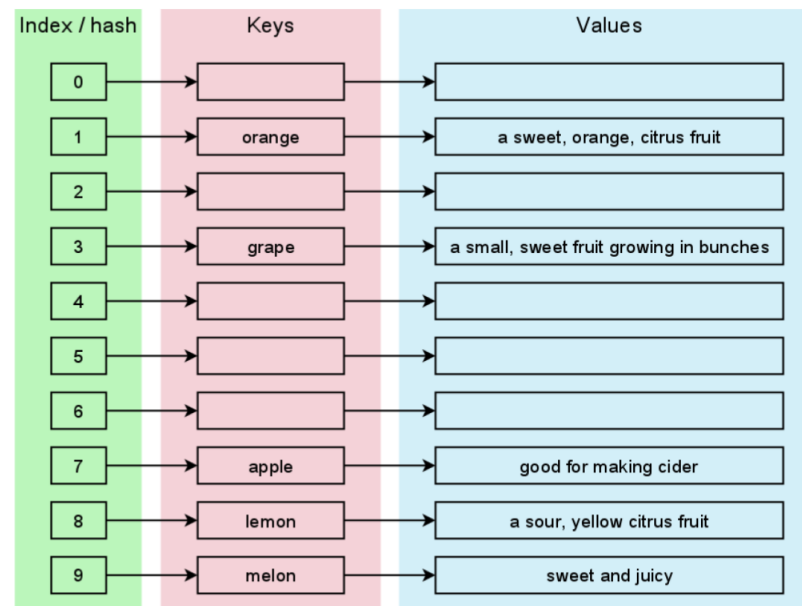 Index / hash Keys Values
0
1 orange a sweet, orange, citrus fruit
2
3 grape a small, sweet fruit growing in bunches
4
5
6
7 apple good for making cider
8 lemon a sour, yellow citrus fruit
9 melon sweet and juicy